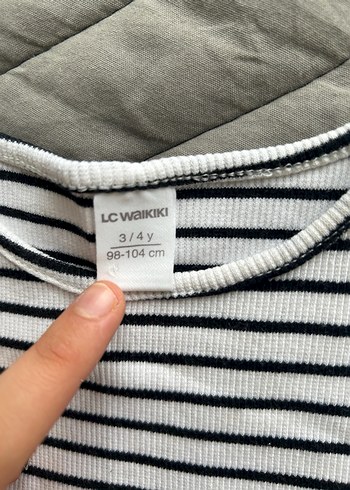 LC WAIKIKI
3 / 4 y
98-104 cm